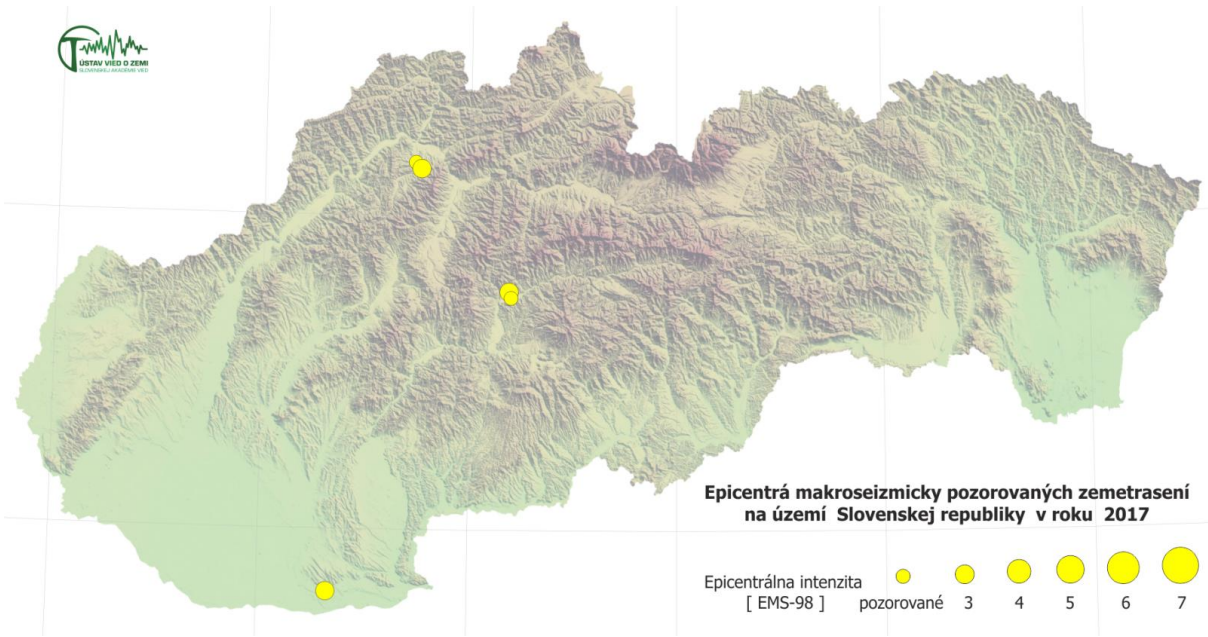 ÚSTAV VIED O ZEMI
SLOVENSKEJ AKADÉMIE VIED
Epicentrá makroseizmicky pozorovaných zemetrasení
na území Slovenskej republiky v roku 2017
Epicentrálna intenzita
[ EMS-98 ] pozorované 3 4 5 6 7